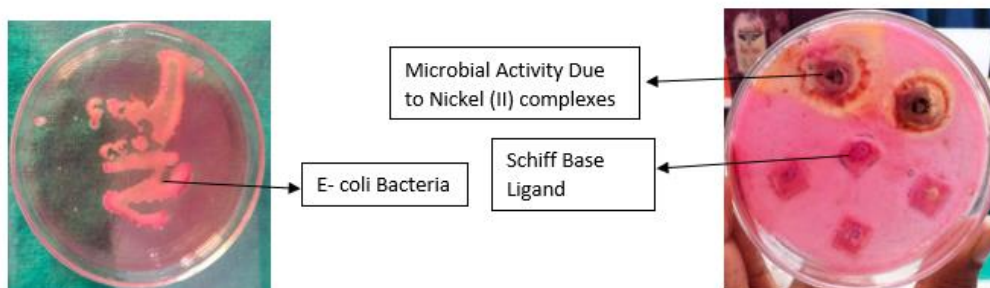 Microbial Activity Due
to Nickel (II) complexes
Schiff Base
Ligand
E- coli Bacteria